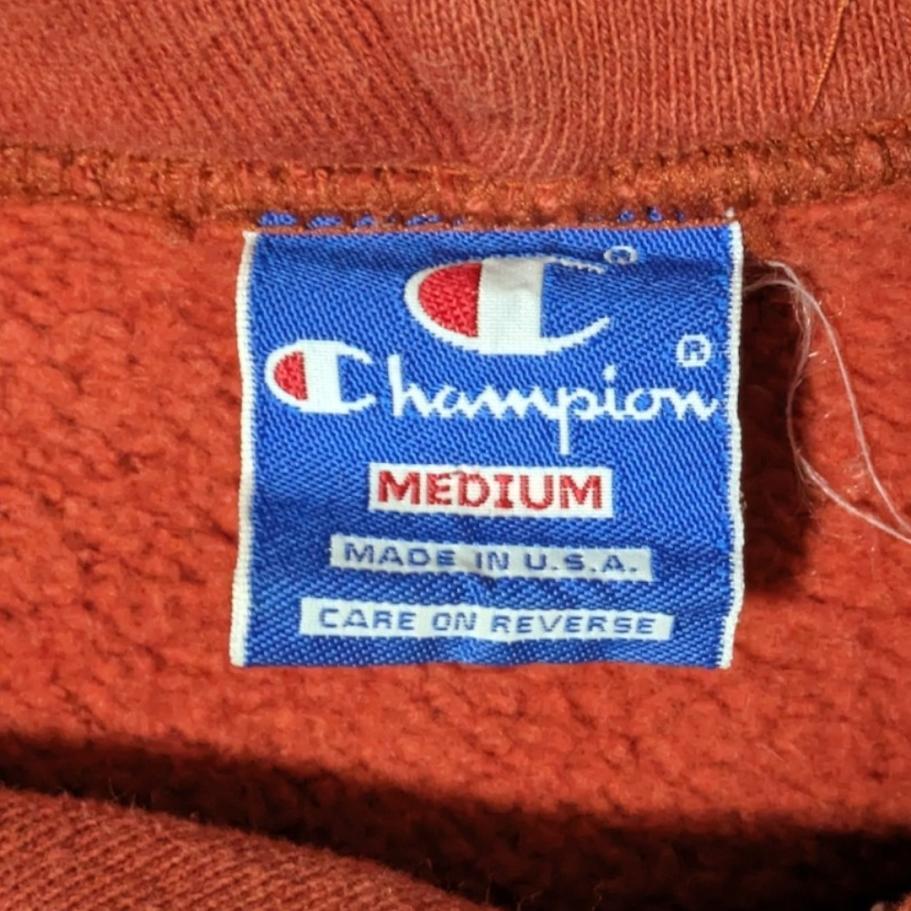 Champion®
MEDIUM
MADE IN U.S.A.
CARE ON REVERSE